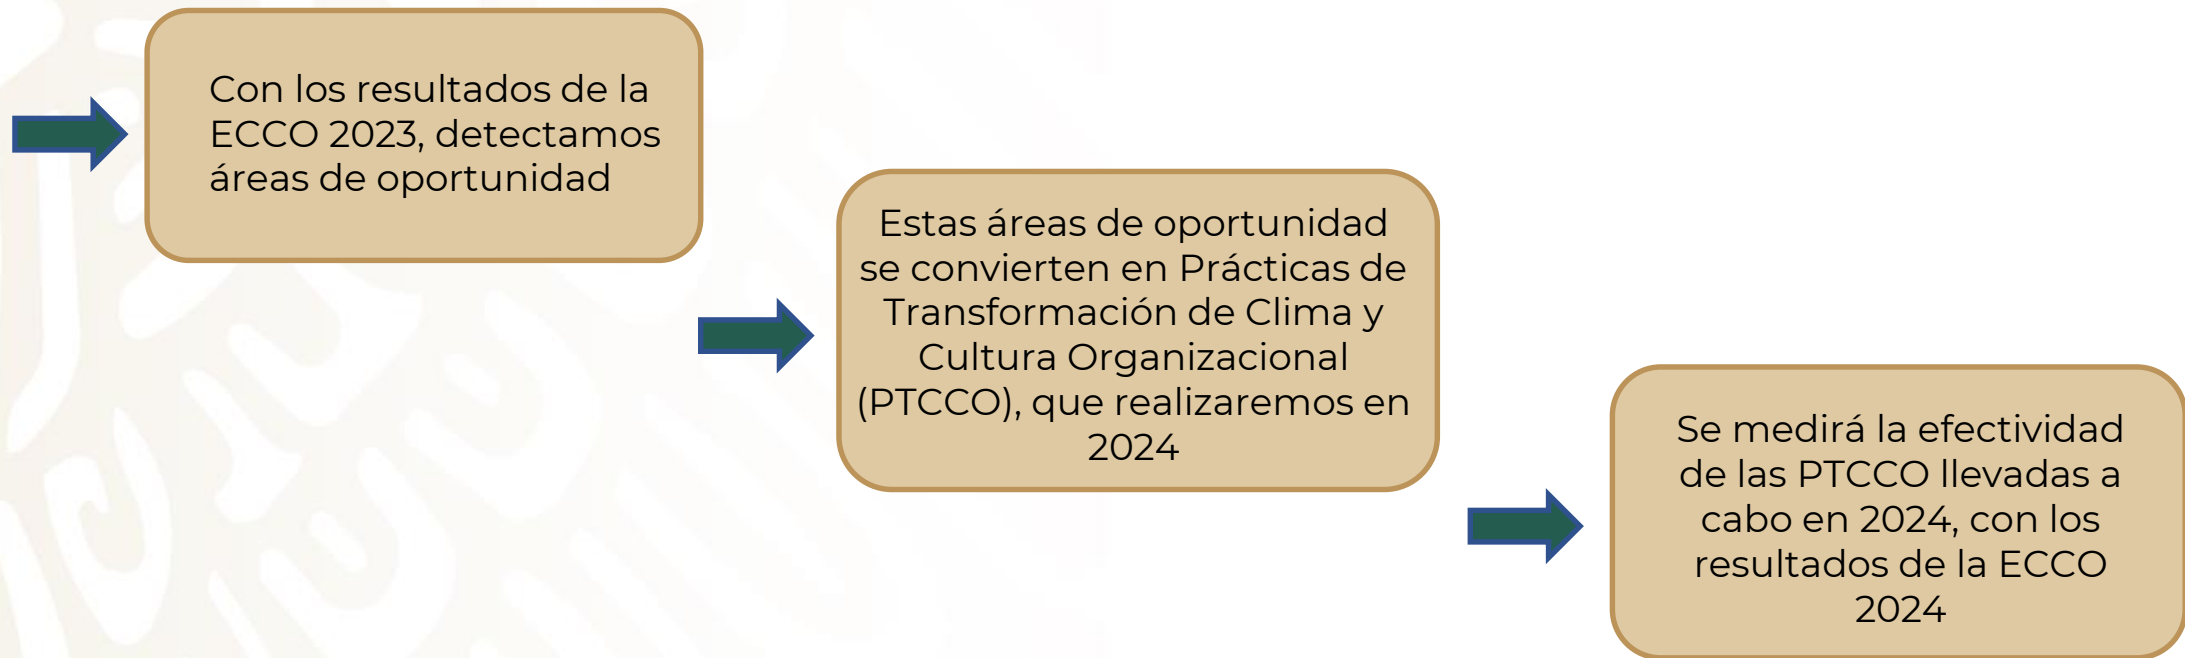 Con los resultados de la
ECCO 2023, detectamos
áreas de oportunidad
Estas áreas de oportunidad
se convierten en Prácticas de
Transformación de Clima y
Cultura Organizacional
(PTCCO), que realizaremos en
2024
Se medirá la efectividad
de las PTCCO llevadas a
cabo en 2024, con los
resultados de la ECCO
2024